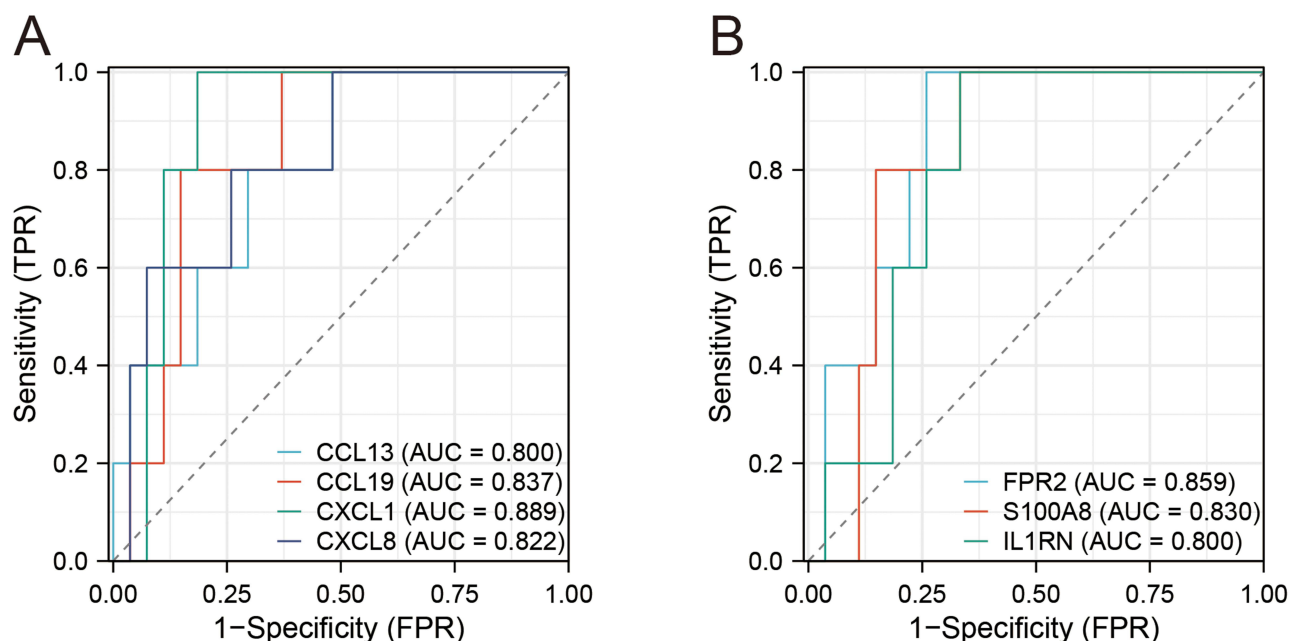 A
Sensitivity (TPR)
1.0
0.8
0.6
0.4
0.2
0.0
CCL13 (AUC = 0.800)
CCL19 (AUC = 0.837)
CXCL1 (AUC = 0.889)
CXCL8 (AUC = 0.822)
0.00 0.25 0.50 0.75 1.00
1−Specificity (FPR)
B
Sensitivity (TPR)
1.0
0.8
0.6
0.4
0.2
0.0
FPR2 (AUC = 0.859)
S100A8 (AUC = 0.830)
IL1RN (AUC = 0.800)
0.00 0.25 0.50 0.75 1.00
1−Specificity (FPR)